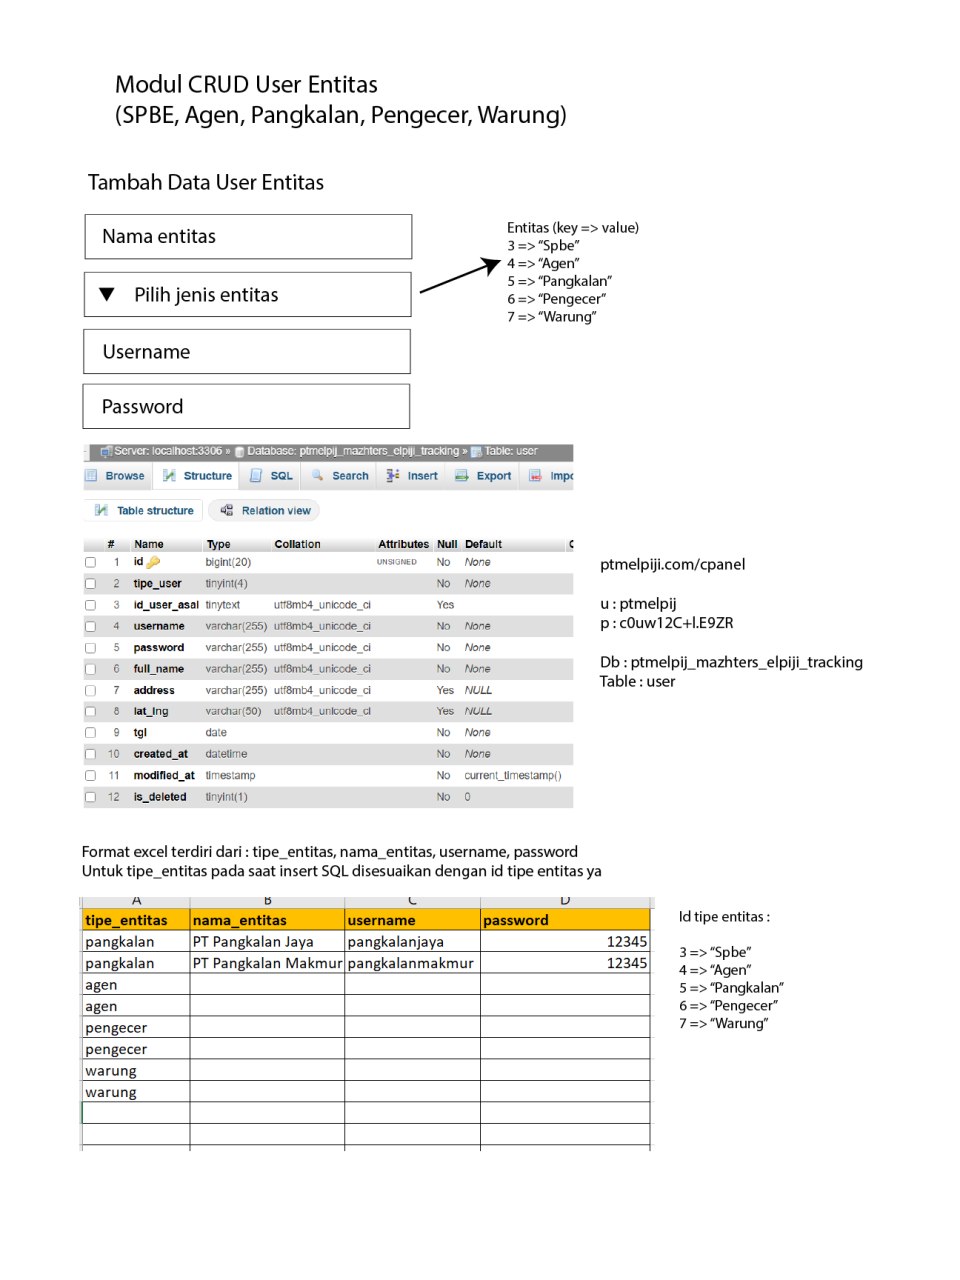 Modul CRUD User Entitas
(SPBE, Agen, Pangkalan, Pengecer, Warung)
Tambah Data User Entitas
Nama entitas
Pilih jenis entitas
Username
Password
Entitas (key => value)
3 => “Spbe”
4 => “Agen”
5 => “Pangkalan”
6 => “Pengecer”
7 => “Warung”
Server: localhost:3306 » Database: ptmelpij_mazhters_elpiji_tracking » Table: user
Browse Structure SQL Search Insert Export Impo
Table structure Relation view
# Name Type Collation Attributes Null Default
1 id bigint(20) UNSIGNED No None
2 tipe_user tinyint(4) No None
3 id_user_asal tinytext utf8mb4_unicode_ci Yes
4 username varchar(255) utf8mb4_unicode_ci No None
5 password varchar(255) utf8mb4_unicode_ci No None
6 full_name varchar(255) utf8mb4_unicode_ci No None
7 address varchar(255) utf8mb4_unicode_ci Yes NULL
8 lat_lng varchar(50) utf8mb4_unicode_ci Yes NULL
9 tgl date No None
10 created_at datetime No None
11 modified_at timestamp No current_timestamp()
12 is_deleted tinyint(1) No 0
ptmelpiji.com/cpanel
u : ptmelpij
p : c0uw12C+l.E9ZR
Db : ptmelpij_mazhters_elpiji_tracking
Table : user
Format excel terdiri dari : tipe_entitas, nama_entitas, username, password
Untuk tipe_entitas pada saat insert SQL disesuaikan dengan id tipe entitas ya
A B C D
tipe_entitas nama_entitas username password
pangkalan PT Pangkalan Jaya pangkalanjaya 12345
pangkalan PT Pangkalan Makmur pangkalanmakmur 12345
agen
agen
pengecer
pengecer
warung
warung
Id tipe entitas :
3 => “Spbe”
4 => “Agen”
5 => “Pangkalan”
6 => “Pengecer”
7 => “Warung”